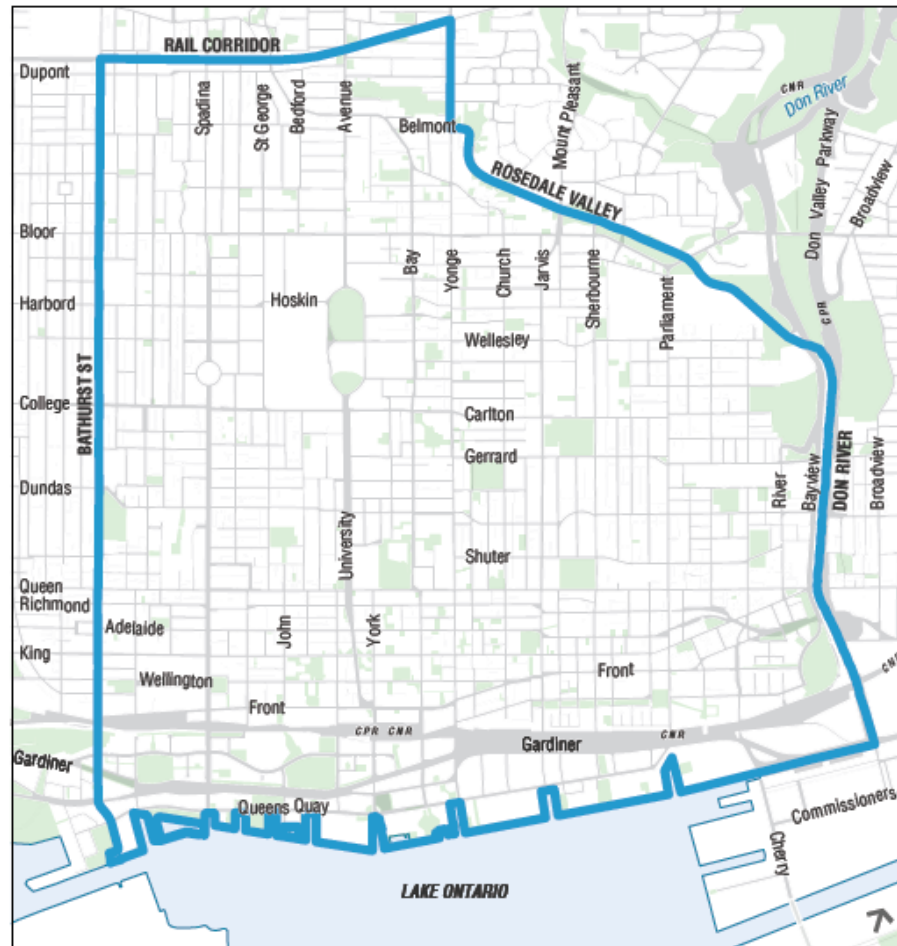 RAIL CORRIDOR
Dupont
Spadina
St George
Bedford
Avenue
Belmont
Mount Pleasant
CNR
Don River
Don Valley Parkway
Broadview
ROSEDALE VALLEY
Bloor
Bay
Yonge
Church
Jarvis
Sherbourne
Parliament
CPR
Harbord
Hoskin
Wellesley
BATHURST ST
College
Carlton
Gerrard
Dundas
River
Bayview
DON RIVER
Broadview
University
Shuter
Queen
Richmond
Adelaide
John
York
King
Wellington
Front
Front
CPR CNR
CNR
CNR
Gardiner
Gardiner
Queens Quay
Commissioners
Cherry
LAKE ONTARIO